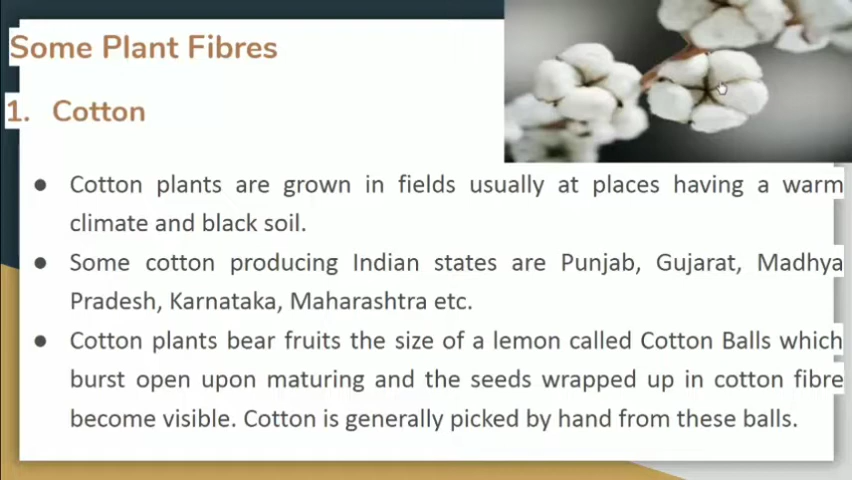 Some Plant Fibres
1. Cotton
● Cotton plants are grown in fields usually at places having a warm
climate and black soil.
● Some cotton producing Indian states are Punjab, Gujarat, Madhya
Pradesh, Karnataka, Maharashtra etc.
● Cotton plants bear fruits the size of a lemon called Cotton Balls which
burst open upon maturing and the seeds wrapped up in cotton fibre
become visible. Cotton is generally picked by hand from these balls.